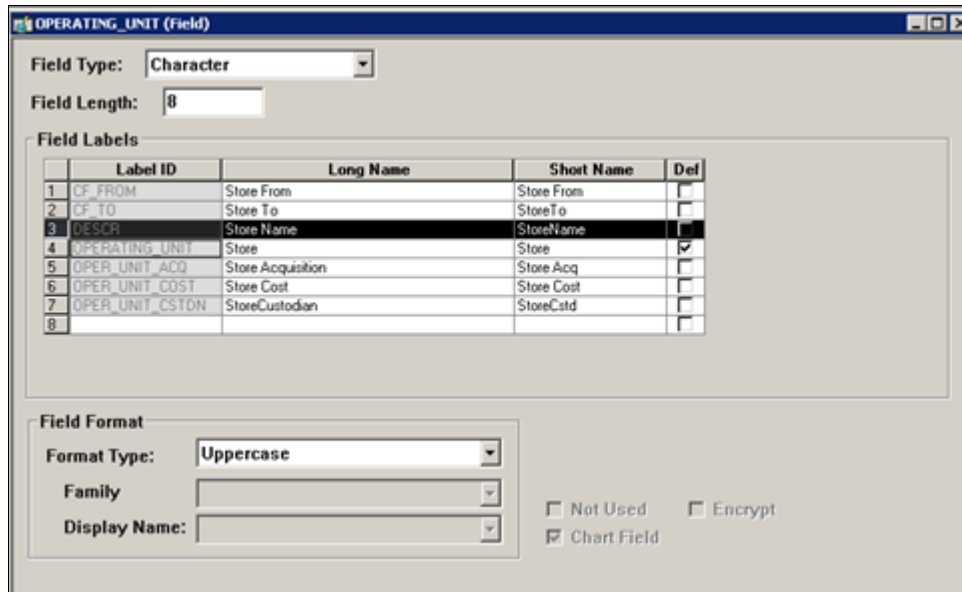 OPERATING_UNIT (Field)
Field Type: Character
Field Length: 8
Field Labels
Label ID Long Name Short Name Def
1 CF_FROM Store From Store From
2 CF_TO Store To StoreTo
3 DESCR Store Name StoreName
4 OPERATING_UNIT Store Store
5 OPER_UNIT_ACQ Store Acquisition Store Acq
6 OPER_UNIT_COST Store Cost Store Cost
7 OPER_UNIT_CSTDN StoreCustodian StoreCstd
8
Field Format
Format Type: Uppercase
Family
Display Name:
Not Used Encrypt
Chart Field